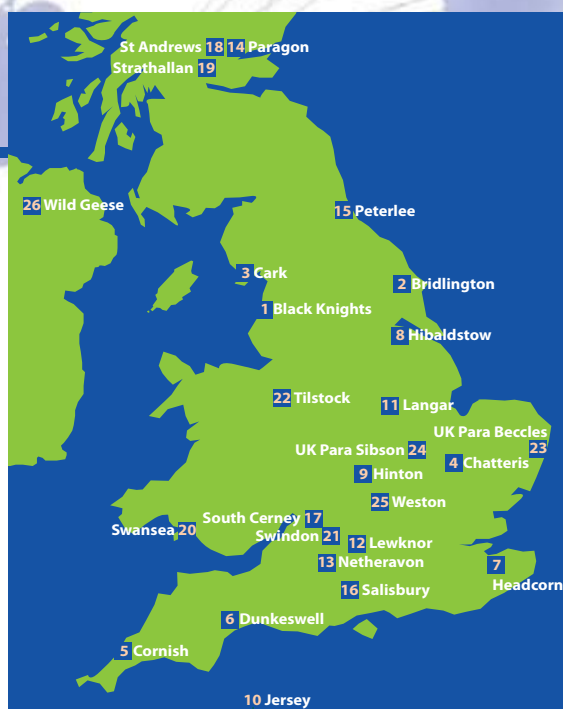 St Andrews 18 14 Paragon
Strathallan 19
26 Wild Geese
15 Peterlee
3 Cark
2 Bridlington
1 Black Knights
8 Hibaldstow
22 Tilstock
11 Langar
UK Para Beccles
23
UK Para Sibson 24
4 Chatteris
9 Hinton
25 Weston
South Cerney 17
Swansea 20
Swindon 21
12 Lewknor
13 Netheravon
7
Headcorn
16 Salisbury
6 Dunkeswell
5 Cornish
10 Jersey